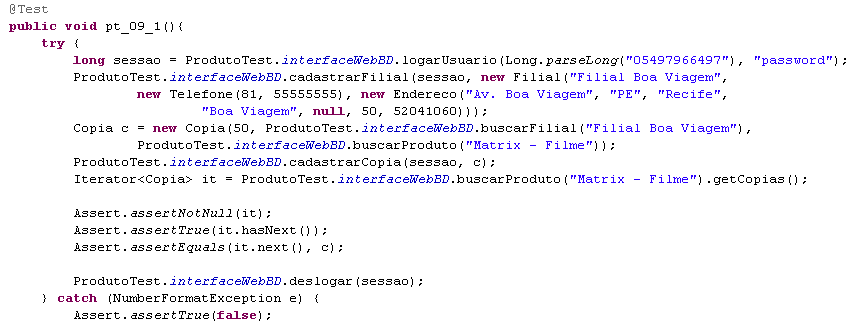 @Test
public void pt_09_1(){
try {
long sessao = ProdutoTest.interfaceWebBD.logarUsuario(Long.parseLong("05497966497"), "password");
ProdutoTest.interfaceWebBD.cadastrarFilial(sessao, new Filial("Filial Boa Viagem",
new Telefone(81, 55555555), new Endereco("Av. Boa Viagem", "PE", "Recife",
"Boa Viagem", null, 50, 52041060)));
Copia c = new Copia(50, ProdutoTest.interfaceWebBD.buscarFilial("Filial Boa Viagem"),
ProdutoTest.interfaceWebBD.buscarProduto("Matrix - Filme"));
ProdutoTest.interfaceWebBD.cadastrarCopia(sessao, c);
Iterator<Copia> it = ProdutoTest.interfaceWebBD.buscarProduto("Matrix - Filme").getCopias();
Assert.assertNotNull(it);
Assert.assertTrue(it.hasNext());
Assert.assertEquals(it.next(), c);
ProdutoTest.interfaceWebBD.deslogar(sessao);
} catch (NumberFormatException e) {
Assert.assertTrue(false);